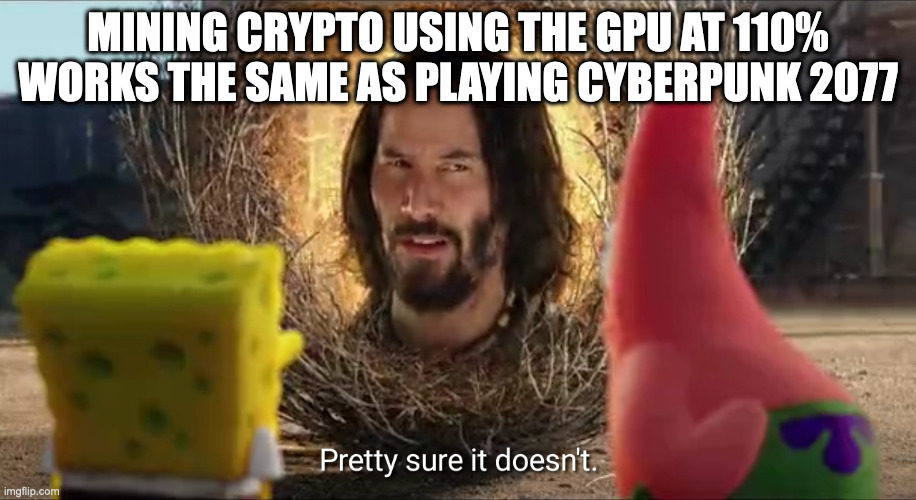 MINING CRYPTO USING THE GPU AT 110%
WORKS THE SAME AS PLAYING CYBERPUNK 2077
Pretty sure it doesn't.
imgflip.com